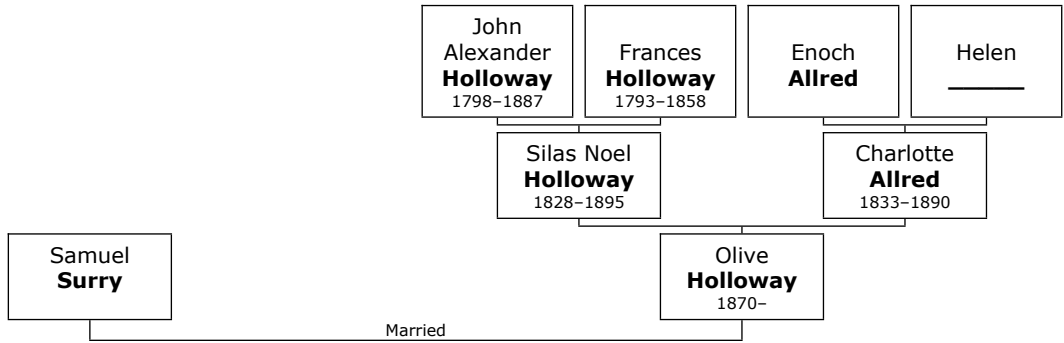 John
Alexander
Holloway
1798–1887
Frances
Holloway
1793–1858
Enoch
Allred
Helen
Silas Noel
Holloway
1828–1895
Charlotte
Allred
1833–1890
Samuel
Surry
Olive
Holloway
1870–
Married